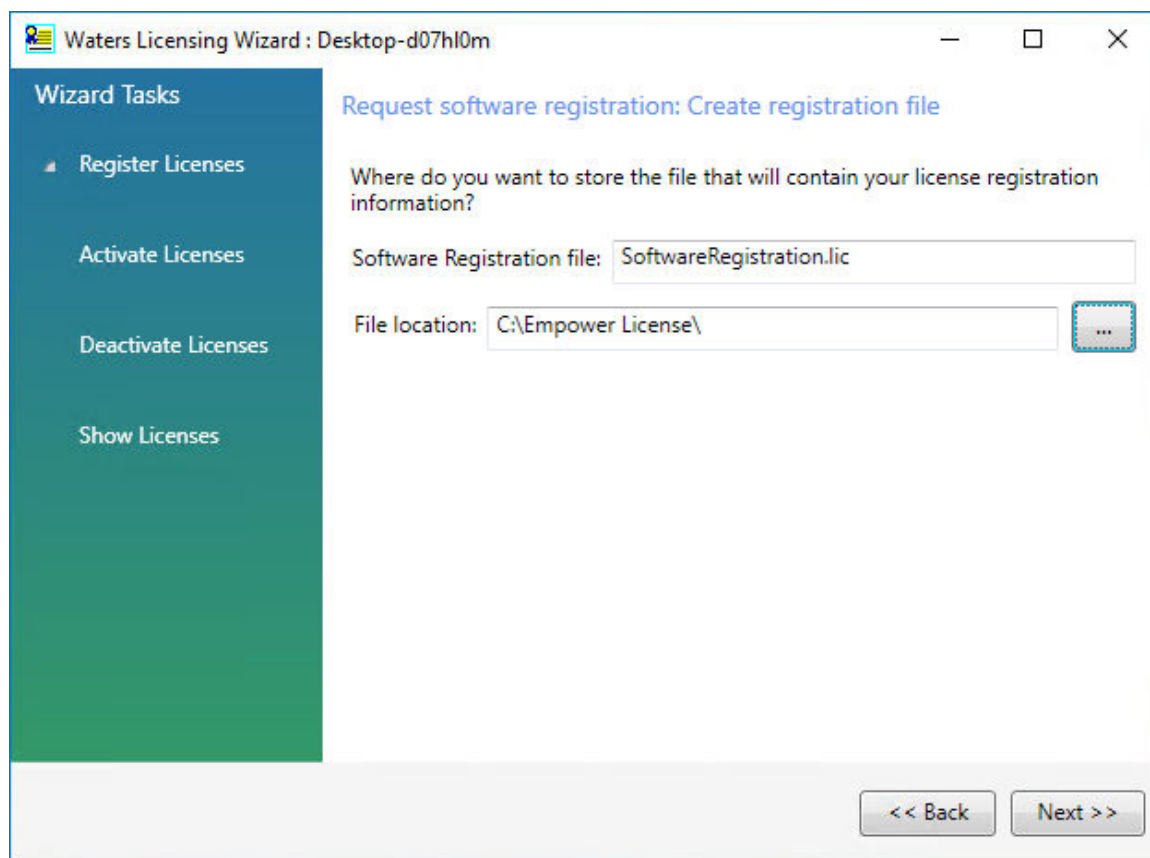 Waters Licensing Wizard : Desktop-d07hl0m
Wizard Tasks
Register Licenses
Activate Licenses
Deactivate Licenses
Show Licenses
Request software registration: Create registration file
Where do you want to store the file that will contain your license registration
information?
Software Registration file: SoftwareRegistration.lic
File location: C:\Empower License\ ...
<< Back Next >>